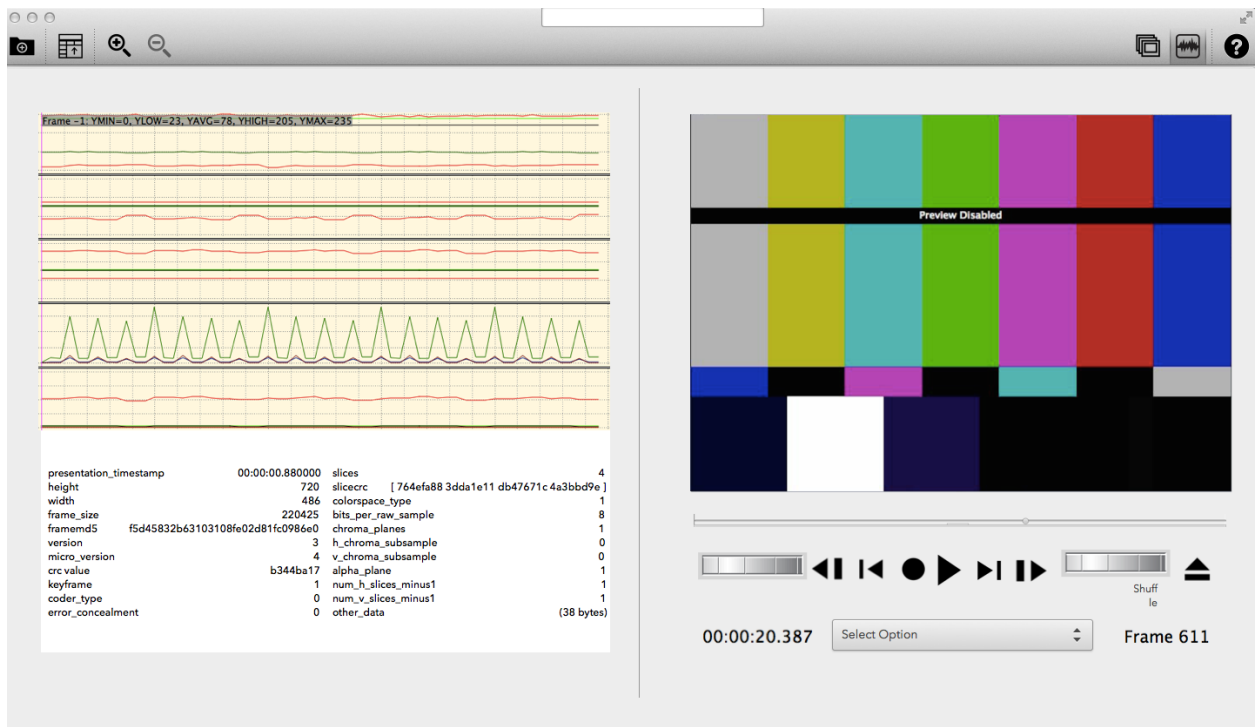 Frame -1: YMIN=0, YLOW=23, YAVG=78, YHIGH=205, YMAX=235
Preview Disabled
presentation_timestamp 00:00:00.880000 slices 4
height 720 slicecrc [ 764efa88 3dda1e11 db47671c 4a3bbd9e ]
width 486 colorspace_type 1
frame_size 220425 bits_per_raw_sample 8
framemd5 f5d45832b63103108fe02d81fc0986e0 chroma_planes 1
version 3 h_chroma_subsample 0
micro_version 4 v_chroma_subsample 0
crc value b344ba17 alpha_plane 1
keyframe 1 num_h_slices_minus1 1
coder_type 0 num_v_slices_minus1 1
error_concealment 0 other_data (38 bytes)
Shuff
le
00:00:20.387 Select Option Frame 611